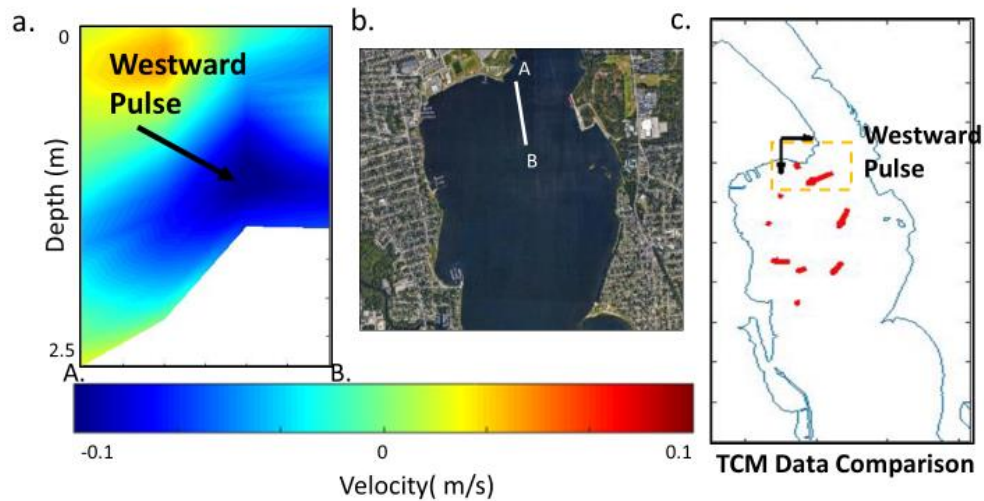 a.
0
Westward
Pulse
Depth (m)
2.5
A.
B.
b.
A
B
c.
Westward
Pulse
TCM Data Comparison
-0.1
0
0.1
Velocity( m/s)